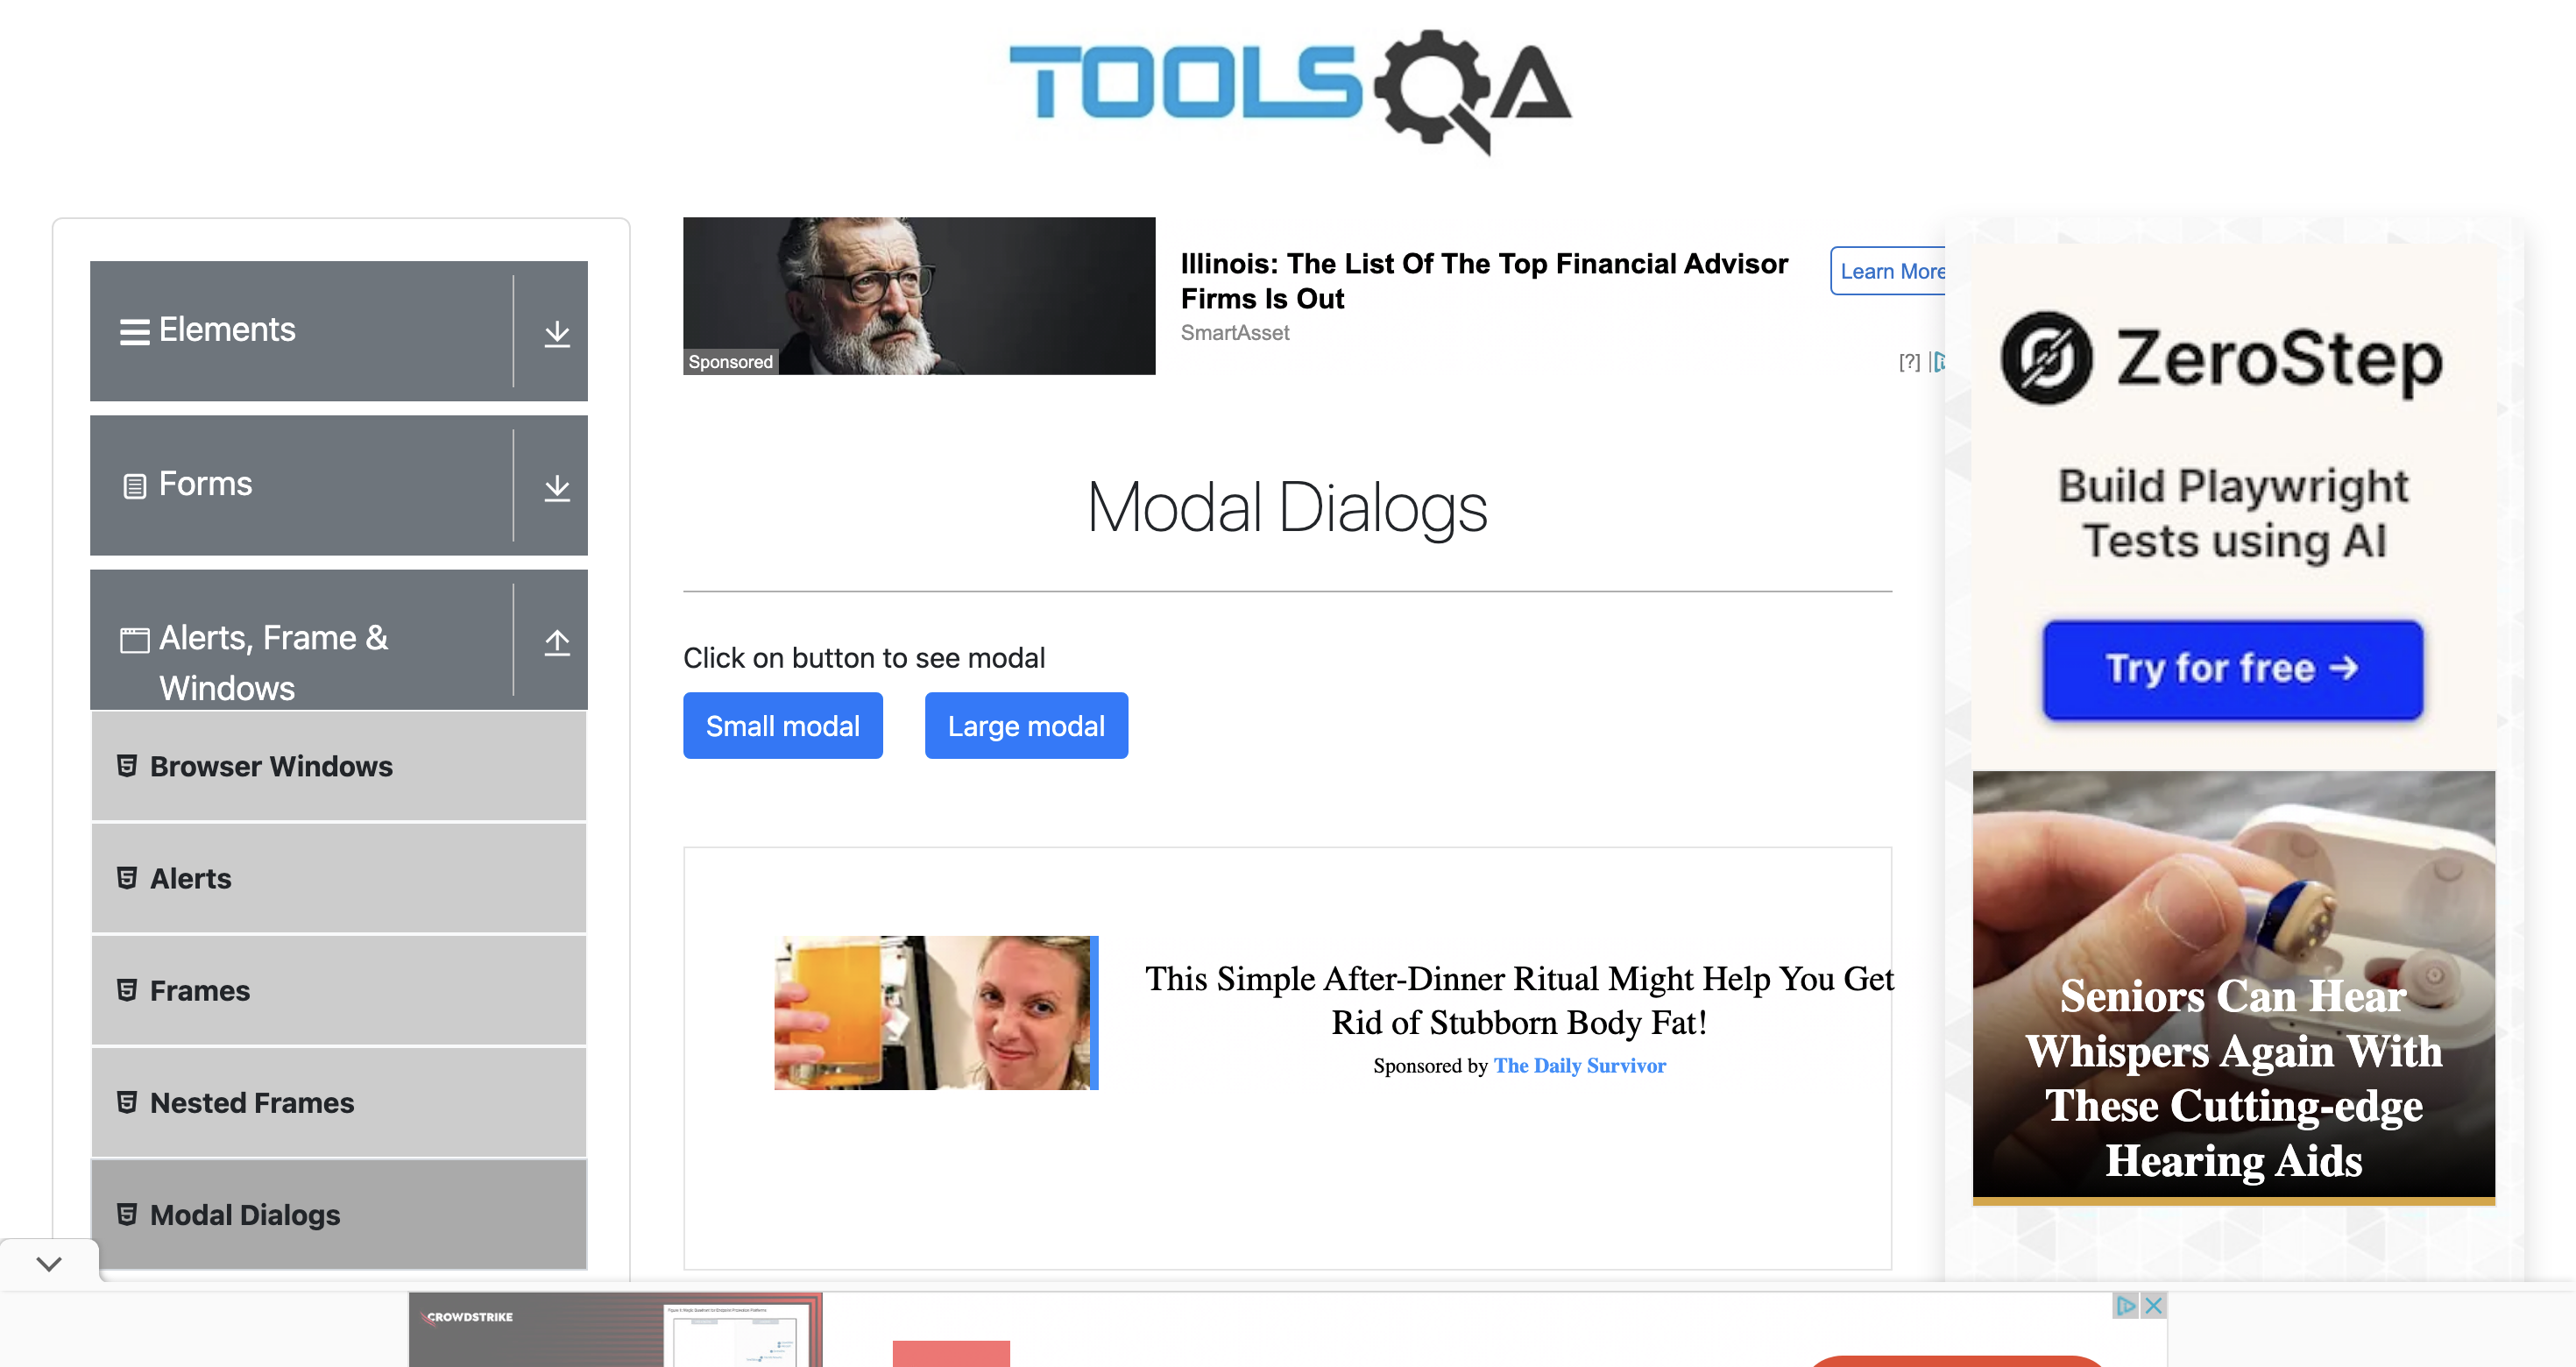 TOOLSQA
Elements
Forms
Alerts, Frame &
Windows
Browser Windows
Alerts
Frames
Nested Frames
Modal Dialogs
Sponsored
Illinois: The List Of The Top Financial Advisor
Firms Is Out
SmartAsset
Learn More
[?]
Modal Dialogs
Click on button to see modal
Small modal
Large modal
This Simple After-Dinner Ritual Might Help You Get
Rid of Stubborn Body Fat!
Sponsored by The Daily Survivor
ZeroStep
Build Playwright
Tests using AI
Try for free →
Seniors Can Hear
Whispers Again With
These Cutting-edge
Hearing Aids
CROWDSTRIKE